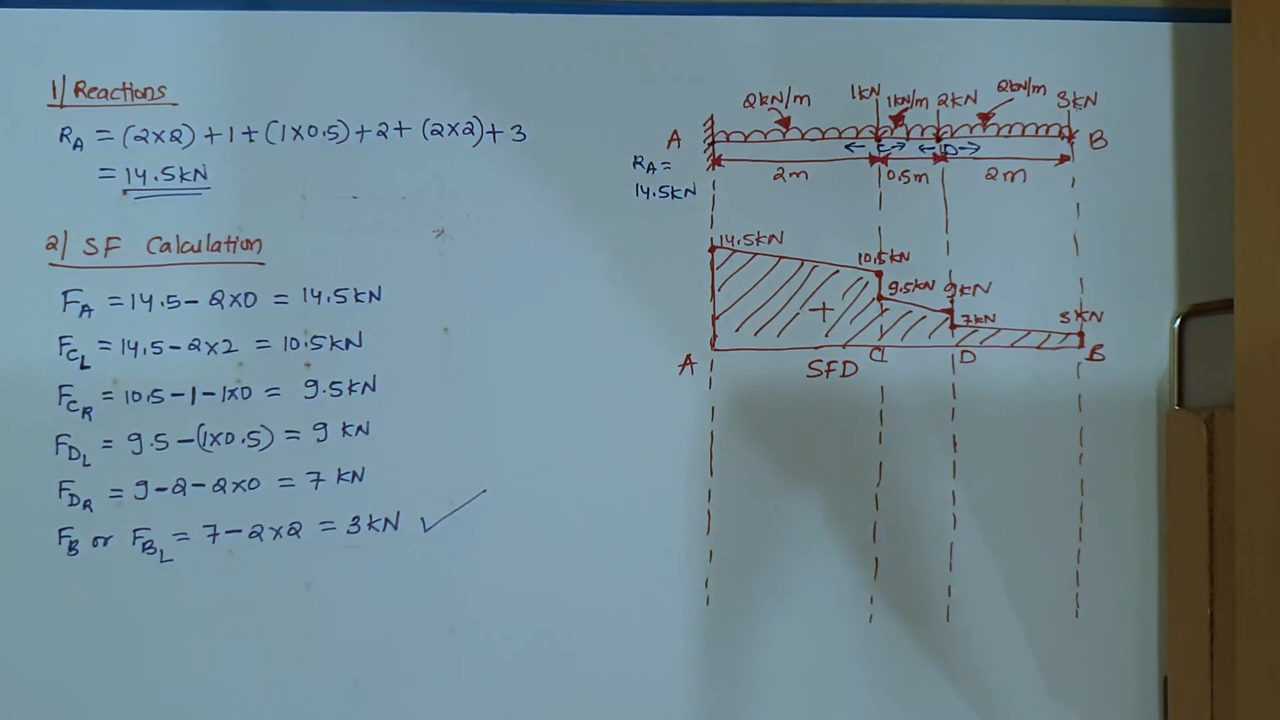 1) Reactions
RA = (2×2) + 1 + (1×0.5) + 2 + (2×2) + 3
= 14.5KN
2) SF Calculation
FA = 14.5 - 2×0 = 14.5KN
FCL = 14.5 - 2×2 = 10.5KN
FCR = 10.5 - 1 - 1×0 = 9.5KN
FDL = 9.5 - (1×0.5) = 9 KN
FDR = 9 - 2 - 2×0 = 7 KN
FB or FBL = 7 - 2×2 = 3KN ✓
2KN/m 1KN 1KN/m 2KN 2KN/m 3KN
A C D B
RA = 14.5KN
2m 0.5m 2m
14.5KN 10.5KN 9.5KN 9KN 7KN 3KN
+
A C D B
SFD